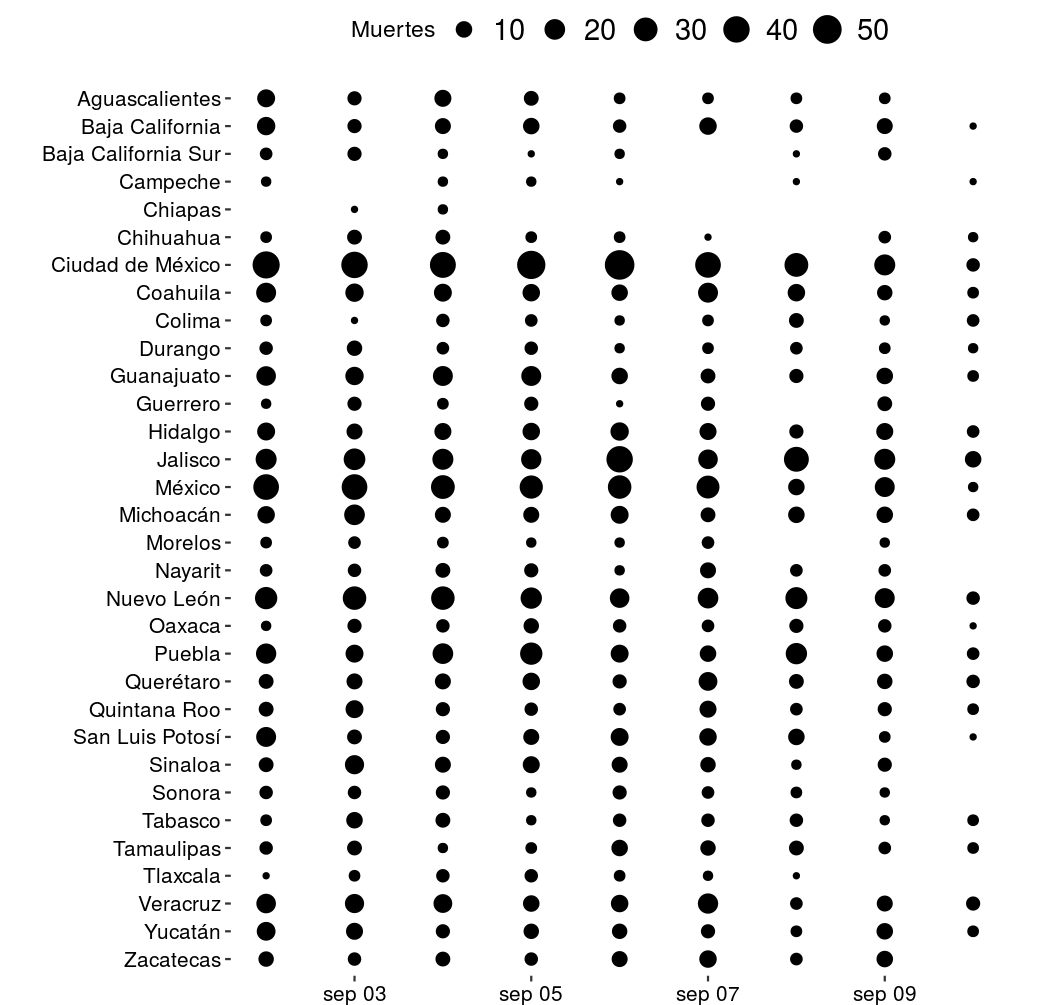 Muertes 10 20 30 40 50
Aguascalientes
Baja California
Baja California Sur
Campeche
Chiapas
Chihuahua
Ciudad de México
Coahuila
Colima
Durango
Guanajuato
Guerrero
Hidalgo
Jalisco
México
Michoacán
Morelos
Nayarit
Nuevo León
Oaxaca
Puebla
Querétaro
Quintana Roo
San Luis Potosí
Sinaloa
Sonora
Tabasco
Tamaulipas
Tlaxcala
Veracruz
Yucatán
Zacatecas
sep 03 sep 05 sep 07 sep 09